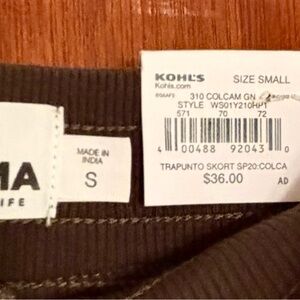 KOHL'S SIZE SMALL
Kohls.com
310 COLCAM GN
STYLE WS01Y210HP1
571 70 72
4 00488 92043 0
TRAPUNTO SKORT SP20:COLCA
$36.00 AD
MADE IN
INDIA
S
MA
IFE